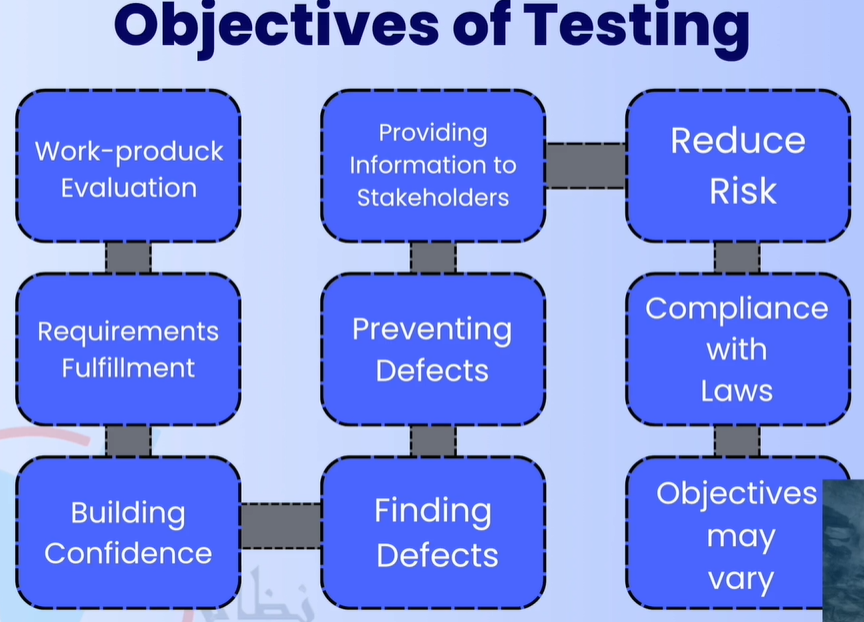 Objectives of Testing
Work-produck
Evaluation
Requirements
Fulfillment
Building
Confidence
Finding
Defects
Preventing
Defects
Providing
Information to
Stakeholders
Reduce
Risk
Compliance
with
Laws
Objectives
may
vary
نظام